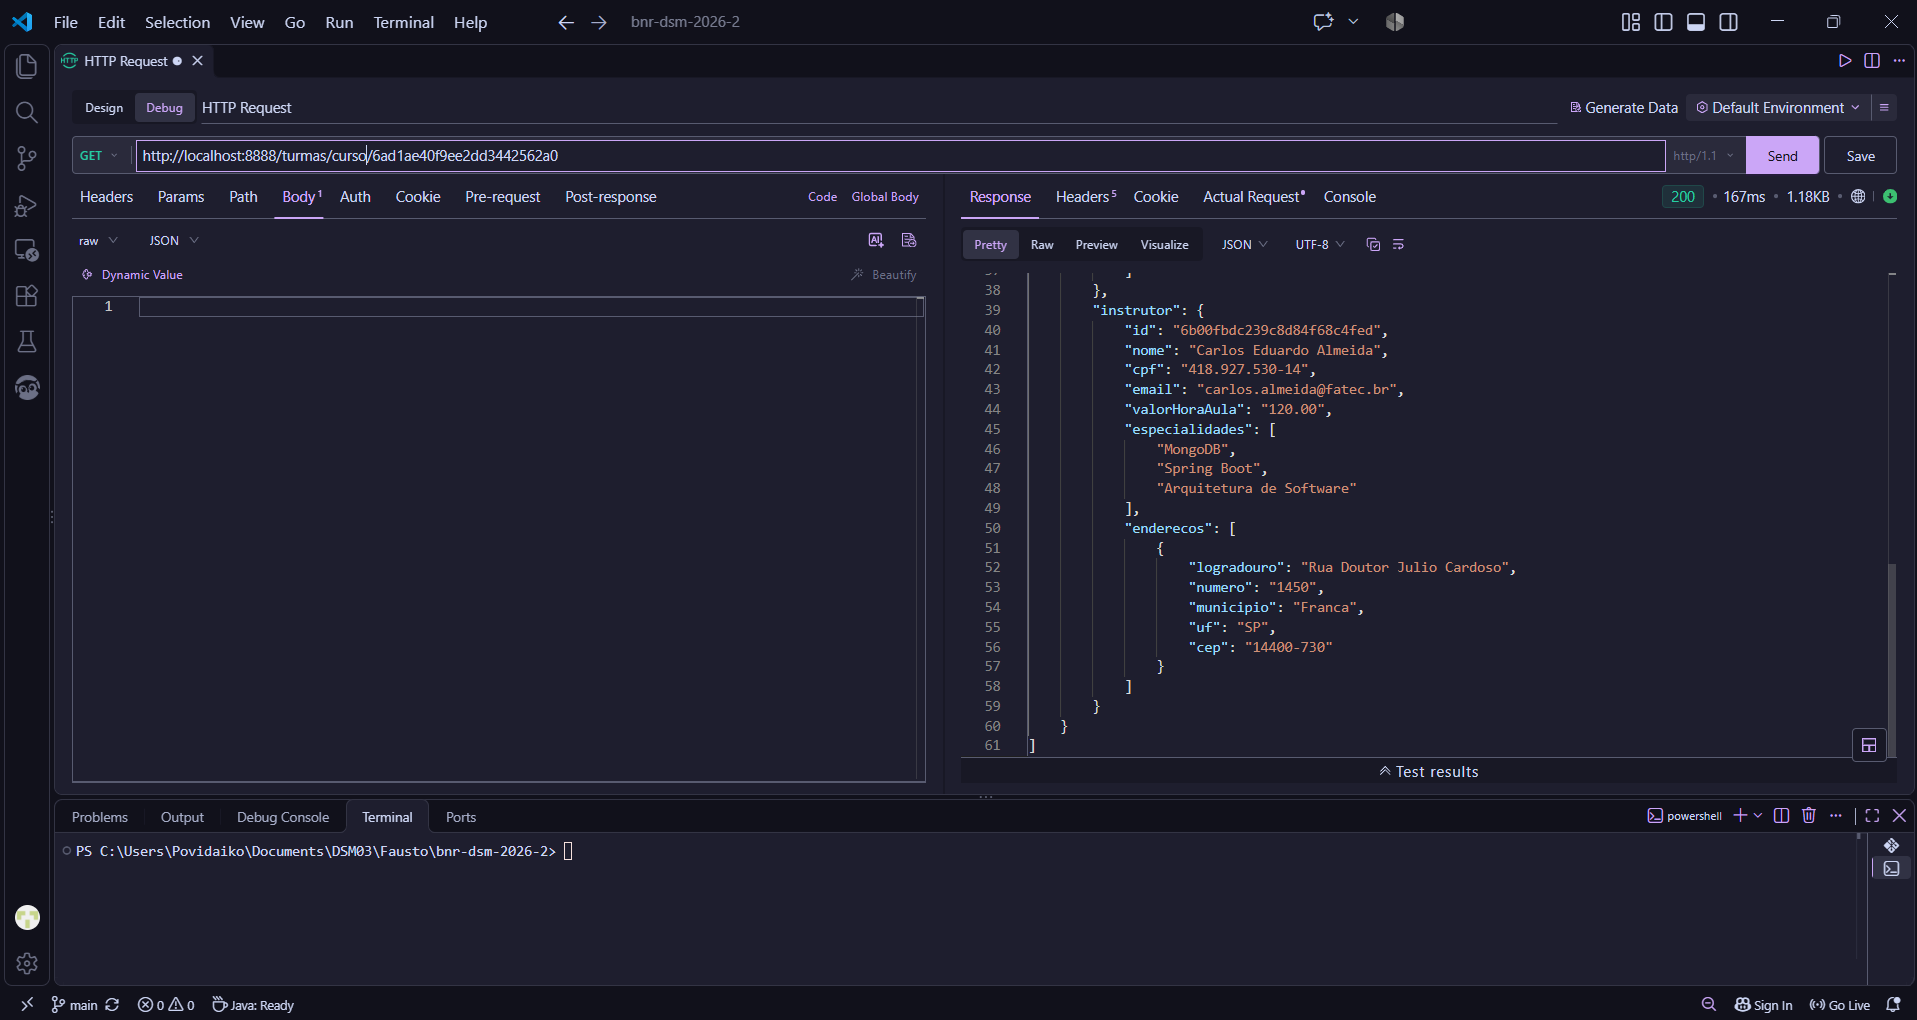 File Edit Selection View Go Run Terminal Help bnr-dsm-2026-2
HTTP HTTP Request
Design Debug HTTP Request Generate Data Default Environment
GET http://localhost:8888/turmas/curso/6ad1ae40f9ee2dd3442562a0 http/1.1 Send Save
Headers Params Path Body 1 Auth Cookie Pre-request Post-response Code Global Body
Response Headers 5 Cookie Actual Request Console 200 167ms 1.18KB
raw JSON AI
Pretty Raw Preview Visualize JSON UTF-8
Dynamic Value Beautify
1
37 ]
38 },
39 "instrutor": {
40 "id": "6b00fbdc239c8d84f68c4fed",
41 "nome": "Carlos Eduardo Almeida",
42 "cpf": "418.927.530-14",
43 "email": "carlos.almeida@fatec.br",
44 "valorHoraAula": "120.00",
45 "especialidades": [
46 "MongoDB",
47 "Spring Boot",
48 "Arquitetura de Software"
49 ],
50 "enderecos": [
51 {
52 "logradouro": "Rua Doutor Julio Cardoso",
53 "numero": "1450",
54 "municipio": "Franca",
55 "uf": "SP",
56 "cep": "14400-730"
57 }
58 ]
59 }
60 }
61 ]
Test results
Problems Output Debug Console Terminal Ports powershell
PS C:\Users\Povidaiko\Documents\DSM03\Fausto\bnr-dsm-2026-2>
main 0 0 Java: Ready Sign In Go Live